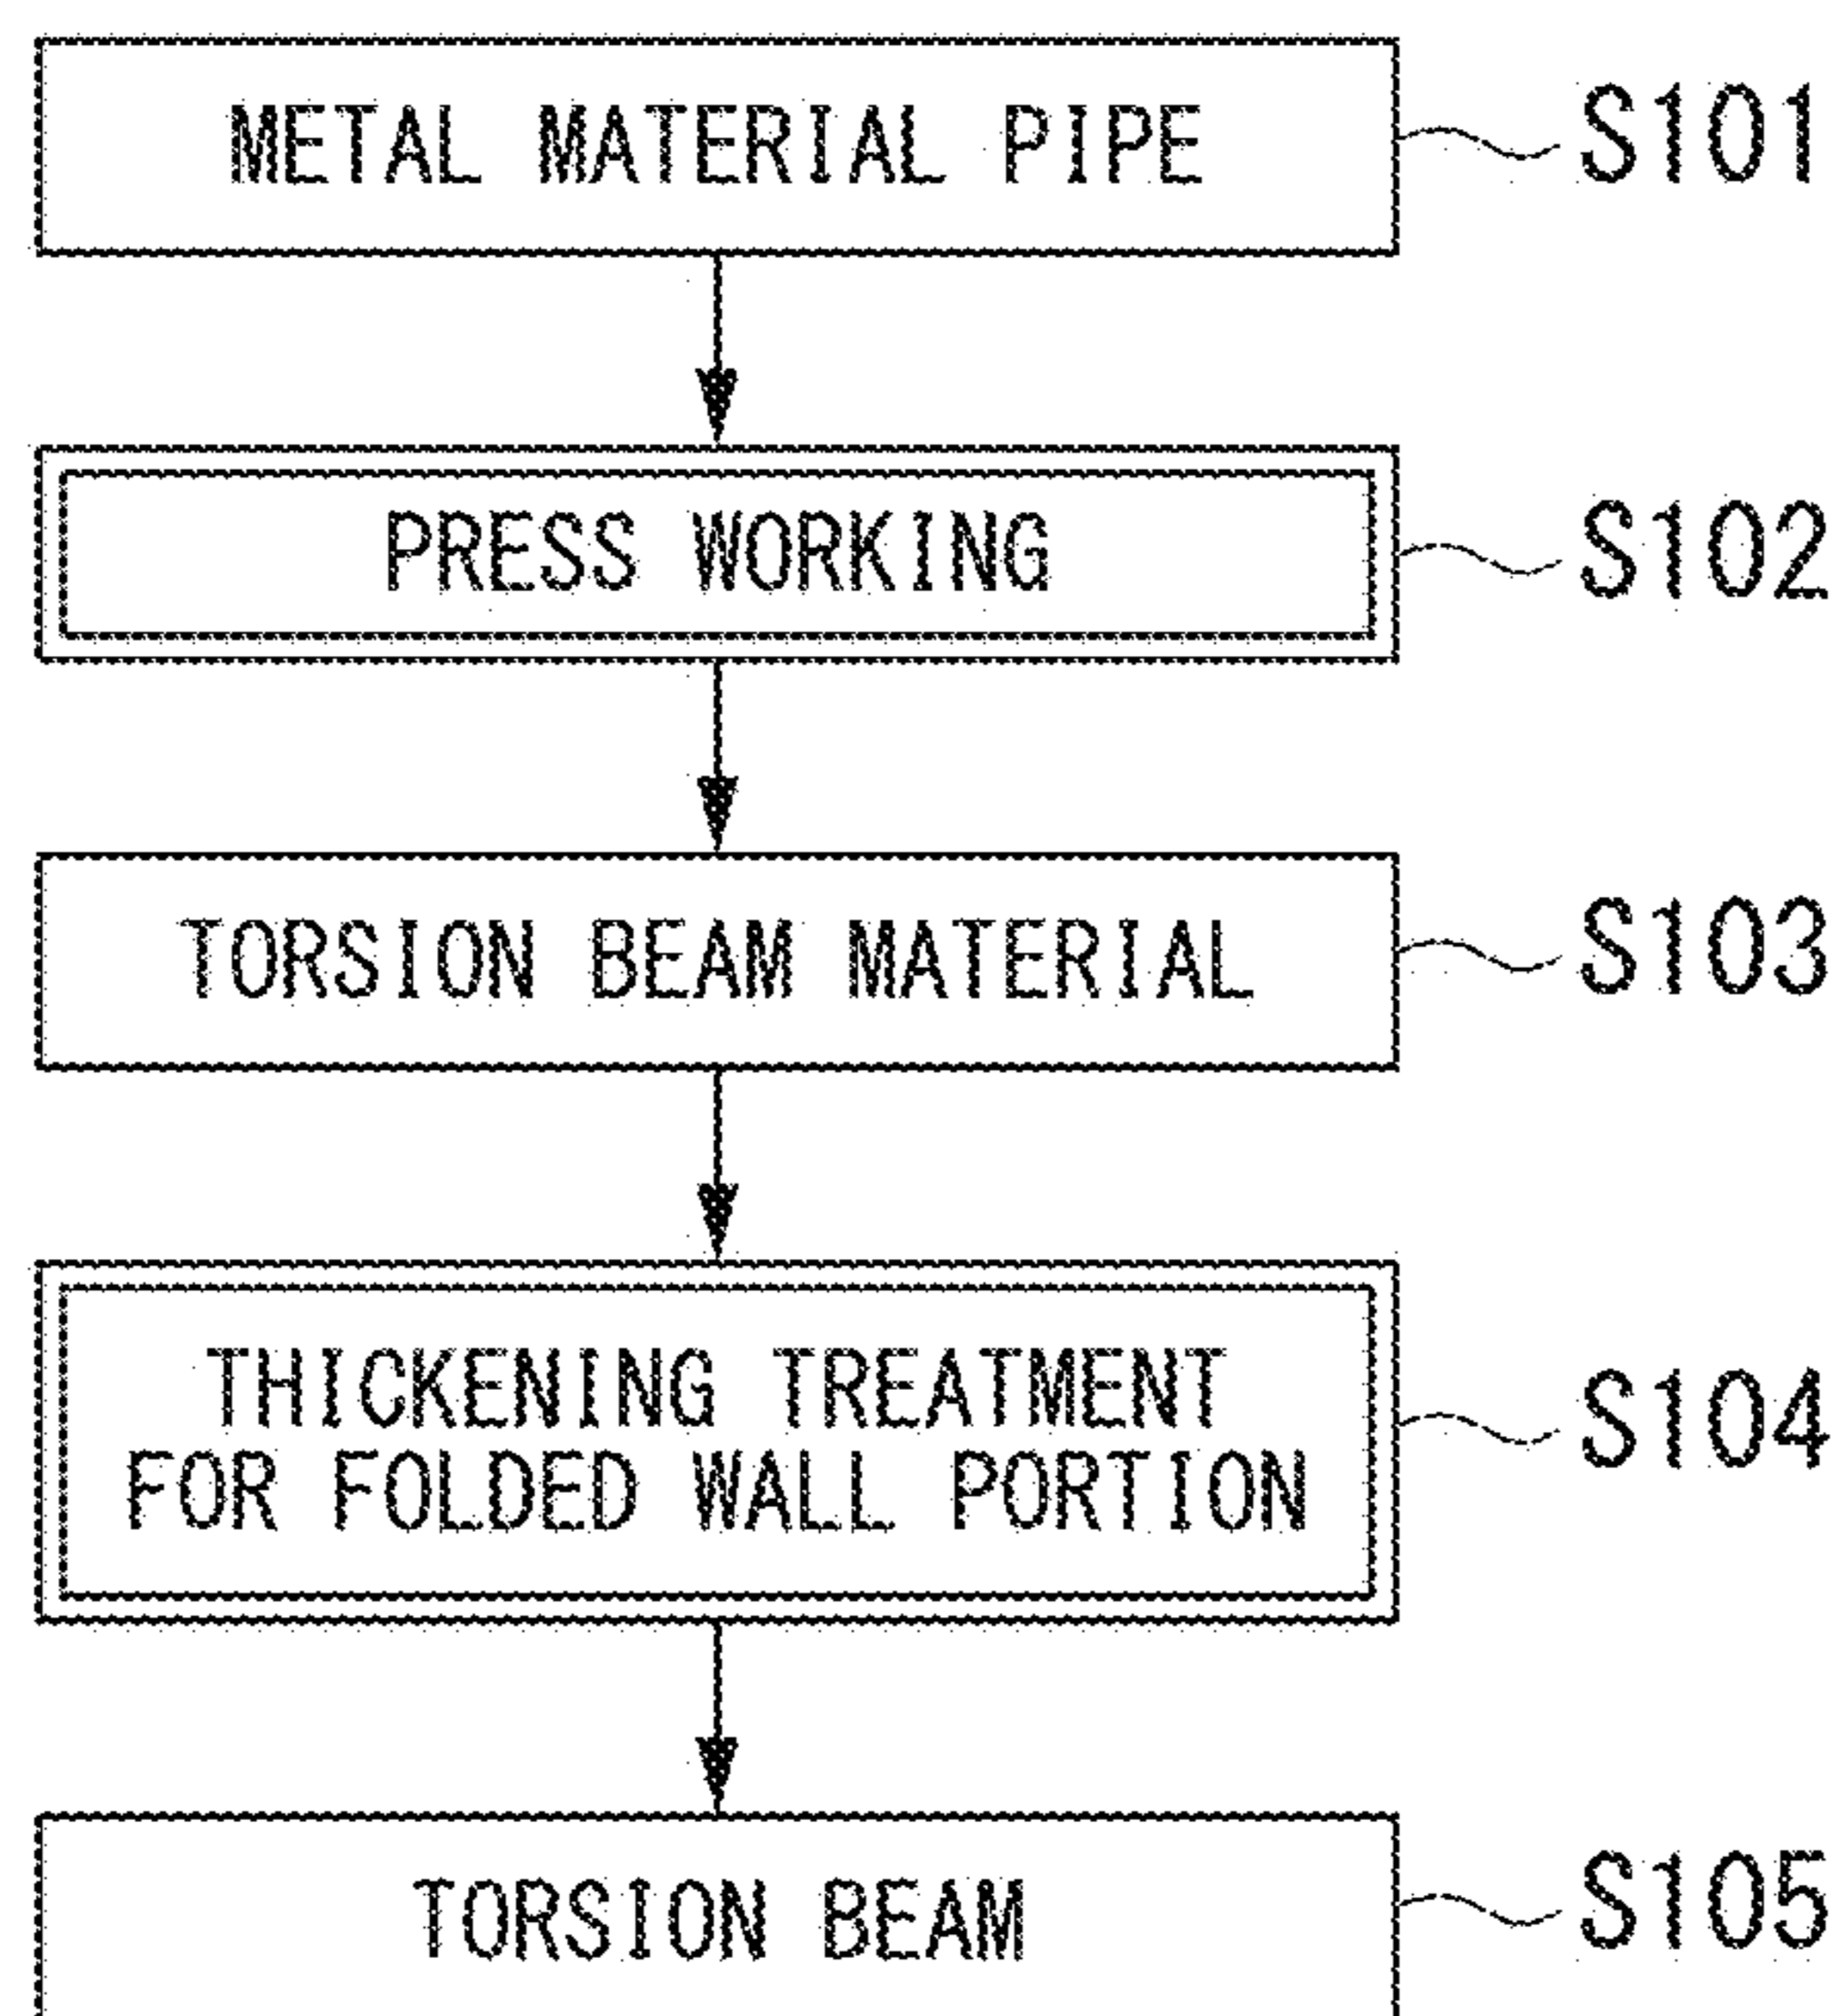 METAL MATERIAL PIPE
S101
PRESS WORKING
S102
TORSION BEAM MATERIAL
S103
THICKENING TREATMENT
FOR FOLDED WALL PORTION
S104
TORSION BEAM
S105